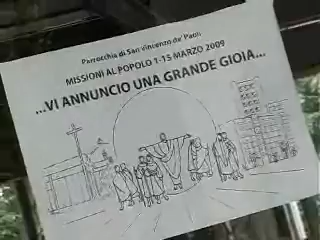 Parrocchia di San Vincenzo de' Paoli
MISSIONI AL POPOLO 1-15 MARZO 2009
...VI ANNUNCIO UNA GRANDE GIOIA...